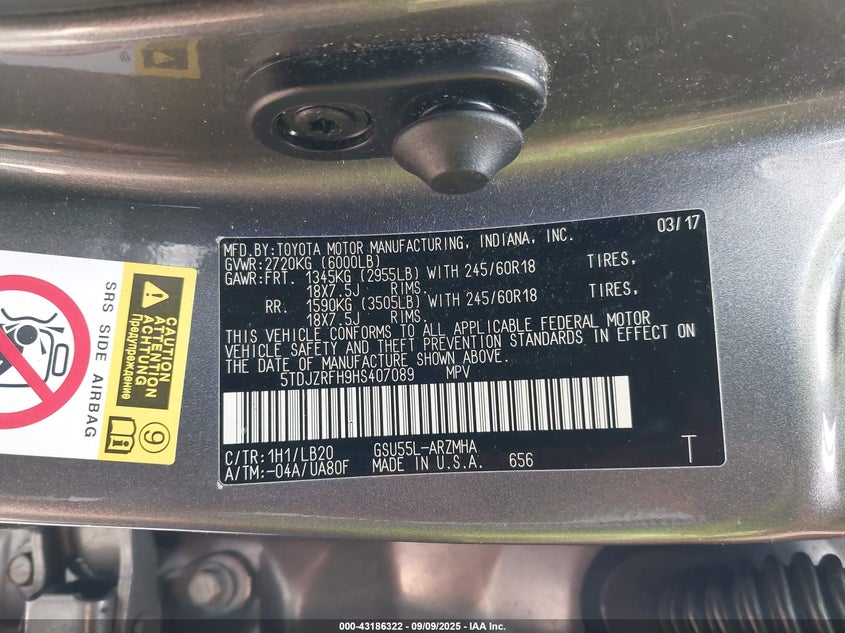 MFD.BY:TOYOTA MOTOR MANUFACTURING, INDIANA, INC. 03/17
GVWR:2720KG (6000LB)
GAWR:FRT. 1345KG (2955LB) WITH 245/60R18 TIRES,
18X7.5J RIMS.
RR. 1590KG (3505LB) WITH 245/60R18 TIRES,
18X7.5J RIMS.
THIS VEHICLE CONFORMS TO ALL APPLICABLE FEDERAL MOTOR
VEHICLE SAFETY AND THEFT PREVENTION STANDARDS IN EFFECT ON
THE DATE OF MANUFACTURE SHOWN ABOVE.
5TDJZRFH9HS407089 MPV
C/TR:1H1/LB20 GSU55L-ARZMHA
A/TM:-04A/UA80F MADE IN U.S.A. 656 T
SRS SIDE AIRBAG
CAUTION
ATTENTION
ACHTUNG
Предупреждение
9
000-43186322 - 09/09/2025 - IAA Inc.